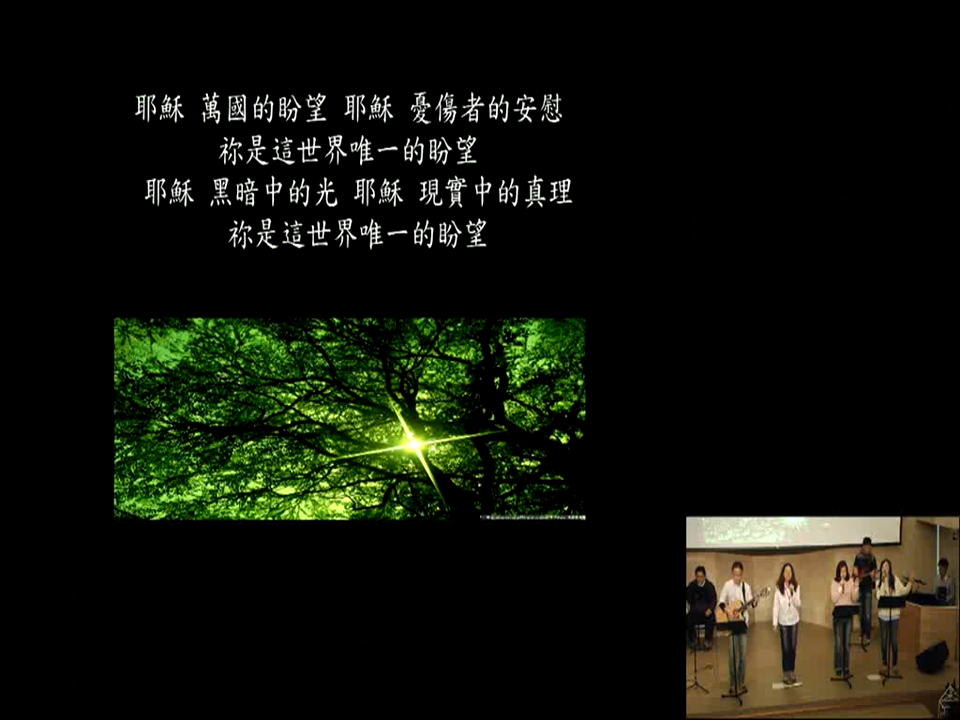 耶穌 萬國的盼望 耶穌 憂傷者的安慰
祢是這世界唯一的盼望
耶穌 黑暗中的光 耶穌 現實中的真理
祢是這世界唯一的盼望